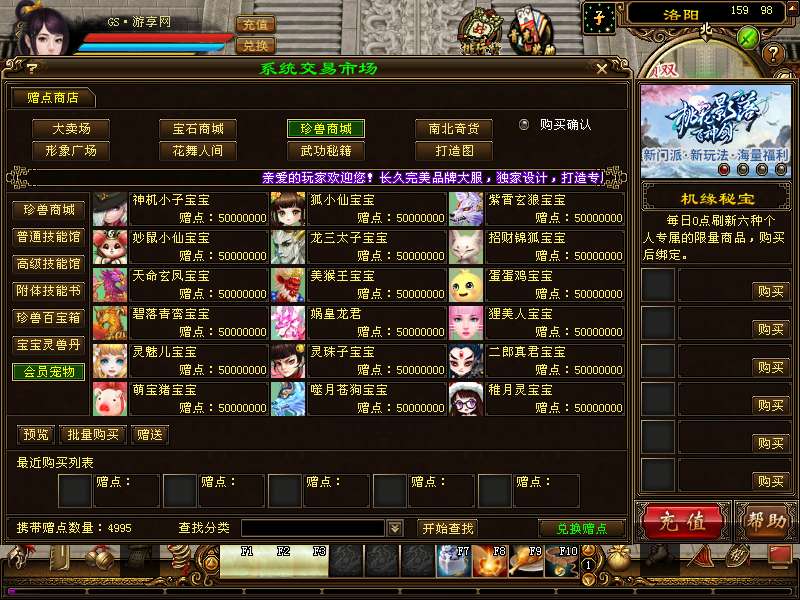 GS·游享网
充值
兑换
子
洛阳 159 98
北
?
系统交易市场
?
赠点商店
大卖场 宝石商城 珍兽商城 南北奇货 购买确认
形象广场 花舞人间 武功秘籍 打造图
亲爱的玩家欢迎您！长久完美品牌大服，独家设计，打造专
珍兽商城
普通技能馆
高级技能馆
附体技能书
珍兽百宝箱
宝宝灵兽丹
会员宠物
神机小子宝宝 狐小仙宝宝 紫霄玄狼宝宝
赠点：50000000 赠点：50000000 赠点：50000000
妙鼠小仙宝宝 龙三太子宝宝 招财锦狐宝宝
赠点：50000000 赠点：50000000 赠点：50000000
天命玄凤宝宝 美猴王宝宝 蛋蛋鸡宝宝
赠点：50000000 赠点：50000000 赠点：50000000
碧落青鸾宝宝 娲皇龙君 狸美人宝宝
赠点：50000000 赠点：50000000 赠点：50000000
灵魅儿宝宝 灵珠子宝宝 二郎真君宝宝
赠点：50000000 赠点：50000000 赠点：50000000
萌宝猪宝宝 噬月苍狗宝宝 稚月灵宝宝
赠点：50000000 赠点：50000000 赠点：50000000
预览 批量购买 赠送
最近购买列表
赠点： 赠点： 赠点： 赠点： 赠点：
携带赠点数量：4995 查找分类 开始查找 兑换赠点
桃花影落
新门派·新玩法·海量福利
机缘秘宝
每日0点刷新六种个
人专属的限量商品，购买
后绑定。
购买
购买
购买
购买
购买
购买
充值 帮助
F1 F2 F3 F7 F8 F9 F10 1